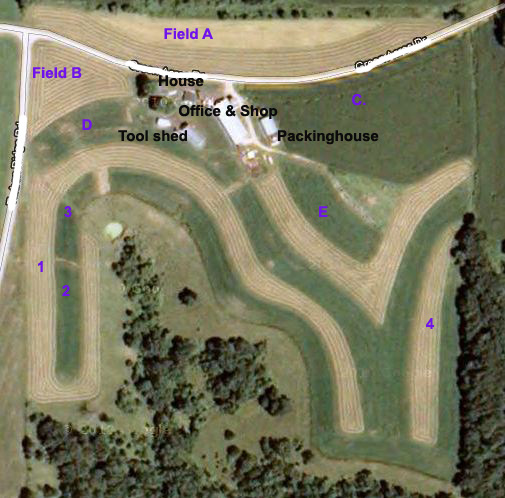 Field A
Field B
House
C.
Office & Shop
D
Tool shed
Packinghouse
3
E
1
2
4